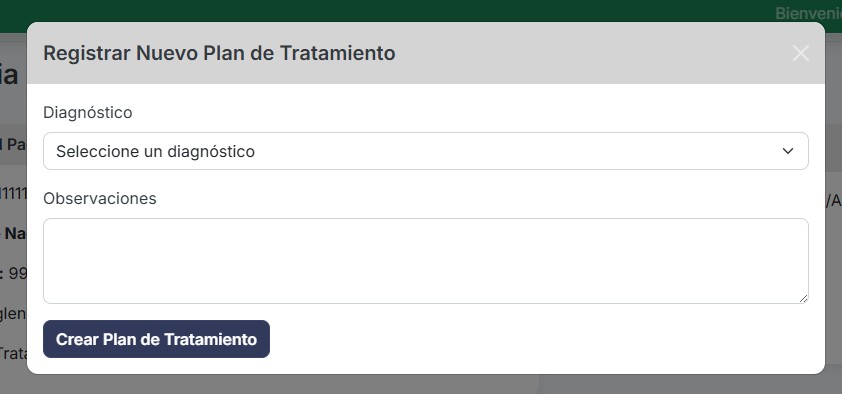 Bienveni
Registrar Nuevo Plan de Tratamiento
Diagnóstico
Seleccione un diagnóstico
Observaciones
Crear Plan de Tratamiento
ia
Pa
11111
/A
Na
: 99
glen
Trata